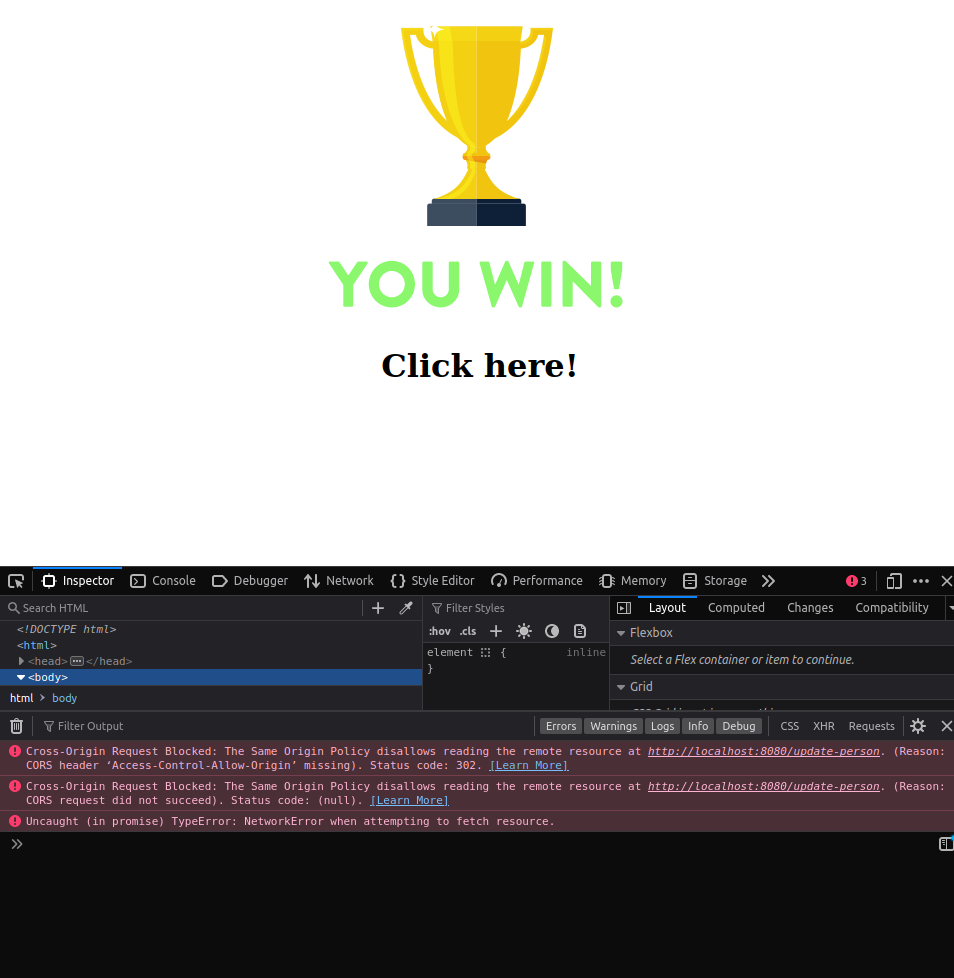 YOU WIN!
Click here!
Inspector Console Debugger Network Style Editor Performance Memory Storage 3
Search HTML
<!DOCTYPE html>
<html>
<head> </head>
<body>
html body
Filter Styles
:hov .cls
element { inline
}
Layout Computed Changes Compatibility
Flexbox
Select a Flex container or item to continue.
Grid
Filter Output Errors Warnings Logs Info Debug CSS XHR Requests
Cross-Origin Request Blocked: The Same Origin Policy disallows reading the remote resource at http://localhost:8080/update-person. (Reason:
CORS header ‘Access-Control-Allow-Origin’ missing). Status code: 302. [Learn More]
Cross-Origin Request Blocked: The Same Origin Policy disallows reading the remote resource at http://localhost:8080/update-person. (Reason:
CORS request did not succeed). Status code: (null). [Learn More]
Uncaught (in promise) TypeError: NetworkError when attempting to fetch resource.